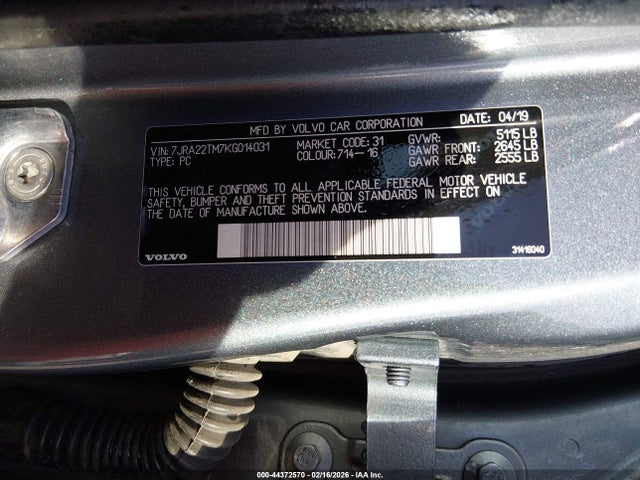 MFD BY VOLVO CAR CORPORATION DATE: 04/19
VIN:7JRA22TM7KG014031 MARKET CODE: 31 GVWR: 5115 LB
TYPE: PC COLOUR:714-16 GAWR FRONT: 2645 LB
GAWR REAR: 2555 LB
THIS VEHICLE CONFORMS TO ALL APPLICABLE FEDERAL MOTOR VEHICLE
SAFETY, BUMPER AND THEFT PREVENTION STANDARDS IN EFFECT ON
THE DATE OF MANUFACTURE SHOWN ABOVE.
VOLVO 31418040
000-44372570 - 02/16/2026 - IAA Inc.